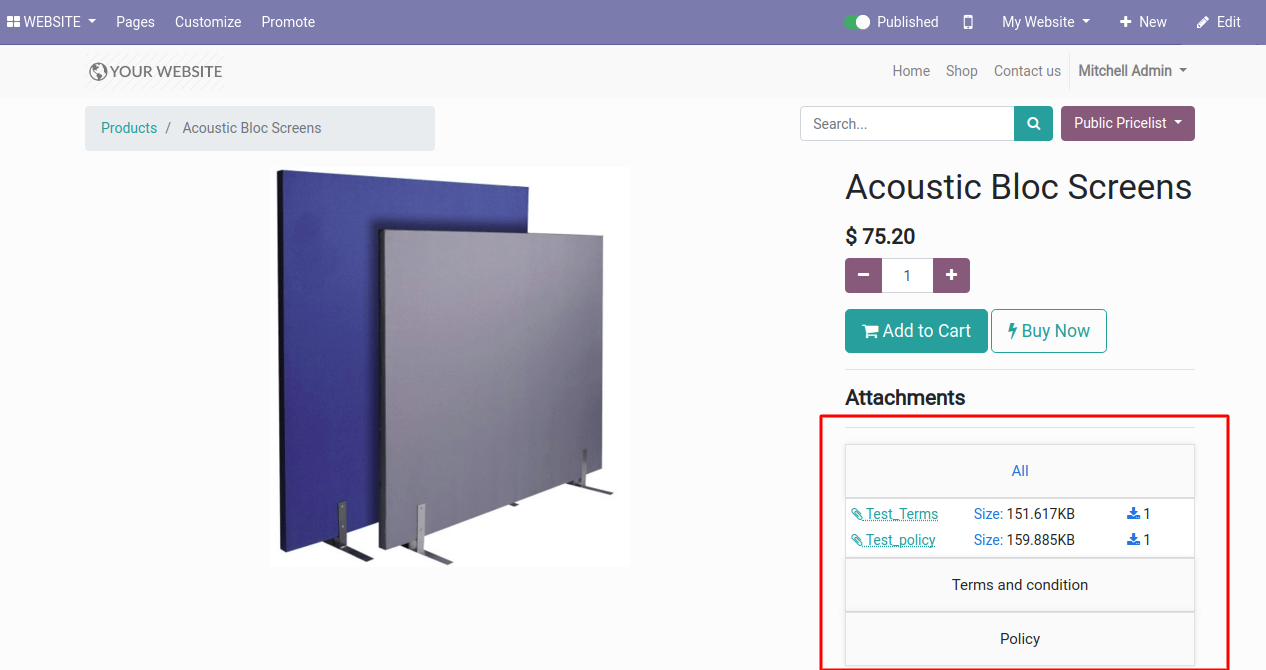 WEBSITE Pages Customize Promote Published My Website New Edit
YOUR WEBSITE Home Shop Contact us Mitchell Admin
Products / Acoustic Bloc Screens Search... Public Pricelist
Acoustic Bloc Screens
$ 75.20
1
Add to Cart Buy Now
Attachments
All
Test_Terms Size: 151.617KB 1
Test_policy Size: 159.885KB 1
Terms and condition
Policy